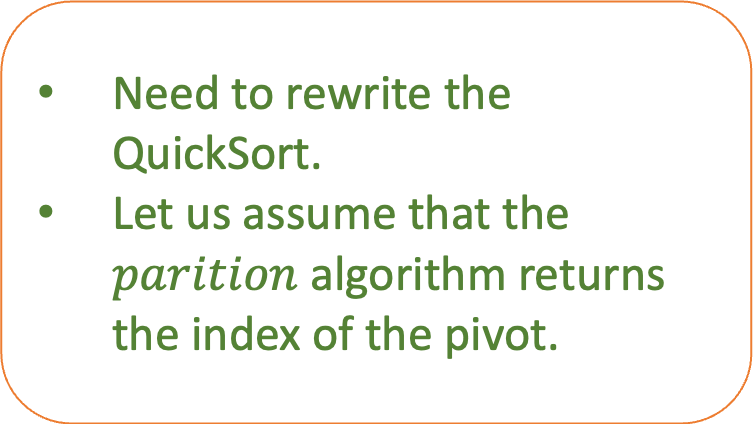 • Need to rewrite the
QuickSort.
• Let us assume that the
parition algorithm returns
the index of the pivot.